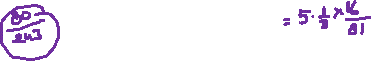 80/243
= 5 · 1/3 × 16/81